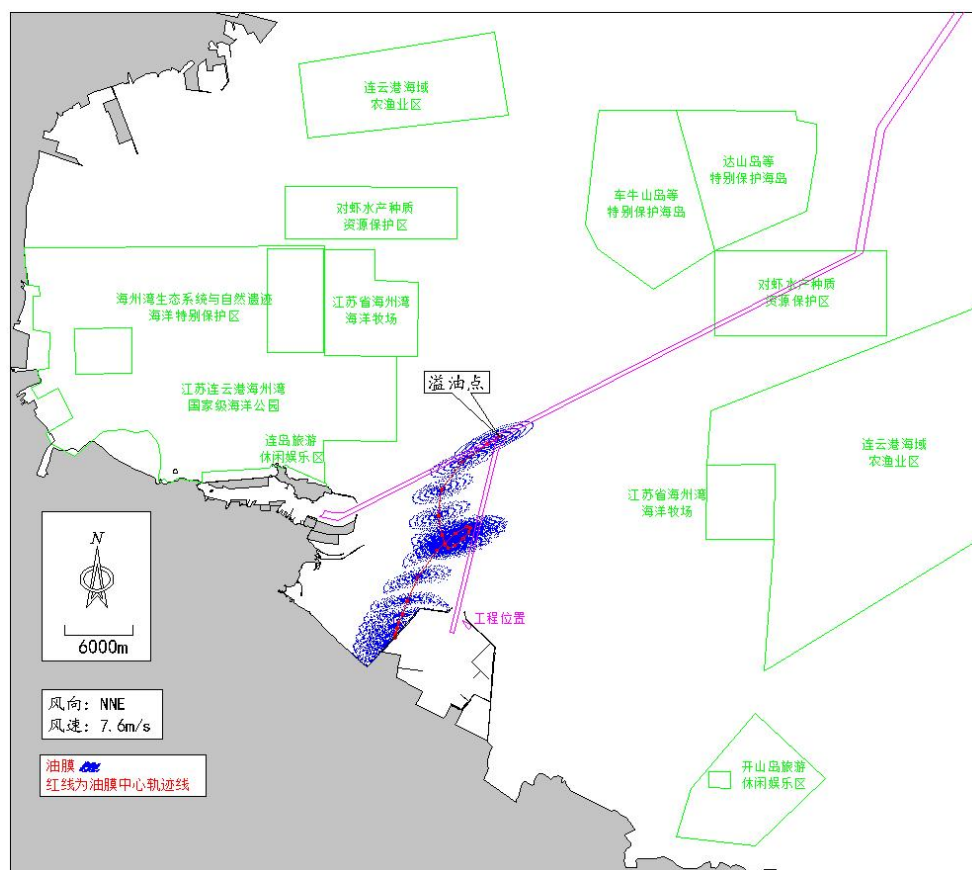 连云港海域
农渔业区
达山岛等
特别保护海岛
车牛山岛等
特别保护海岛
对虾水产种质
资源保护区
对虾水产种质
资源保护区
海州湾生态系统与自然遗迹
海洋特别保护区
江苏省海州湾
海洋牧场
溢油点
江苏连云港海州湾
国家级海洋公园
连岛旅游
休闲娱乐区
连云港海域
农渔业区
江苏省海州湾
海洋牧场
N
6000m
工程位置
风向: NNE
风速: 7.6m/s
油膜
红线为油膜中心轨迹线
开山岛旅游
休闲娱乐区